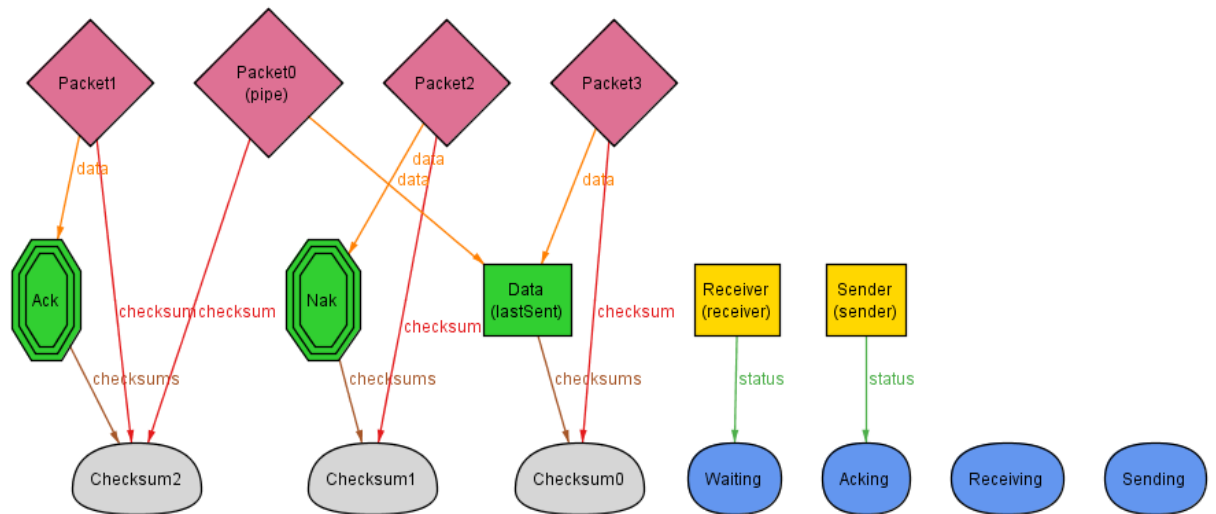 Packet1
Packet0
(pipe)
Packet2
Packet3
data
data
data
data
Ack
Nak
Data
(lastSent)
Receiver
(receiver)
Sender
(sender)
checksum
checksum
checksum
checksum
checksums
checksums
checksums
status
status
Checksum2
Checksum1
Checksum0
Waiting
Acking
Receiving
Sending